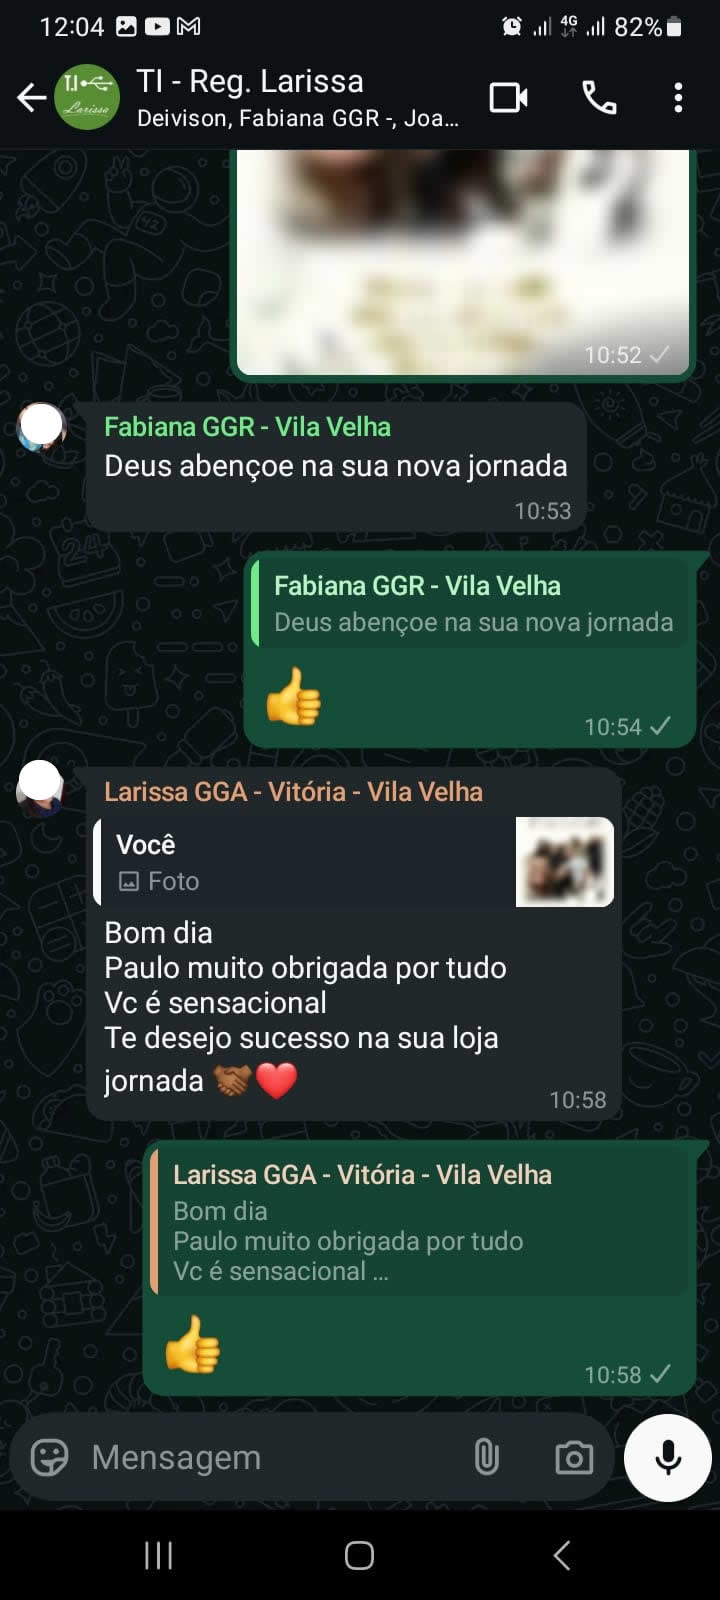 12:04
4G
82%
T.I
Larissa
TI - Reg. Larissa
Deivison, Fabiana GGR -, Joa...
10:52
Fabiana GGR - Vila Velha
Deus abençoe na sua nova jornada
10:53
Fabiana GGR - Vila Velha
Deus abençoe na sua nova jornada
👍
10:54
Larissa GGA - Vitória - Vila Velha
Você
Foto
Bom dia
Paulo muito obrigada por tudo
Vc é sensacional
Te desejo sucesso na sua loja
jornada 🤝🏾❤️
10:58
Larissa GGA - Vitória - Vila Velha
Bom dia
Paulo muito obrigada por tudo
Vc é sensacional ...
👍
10:58
Mensagem